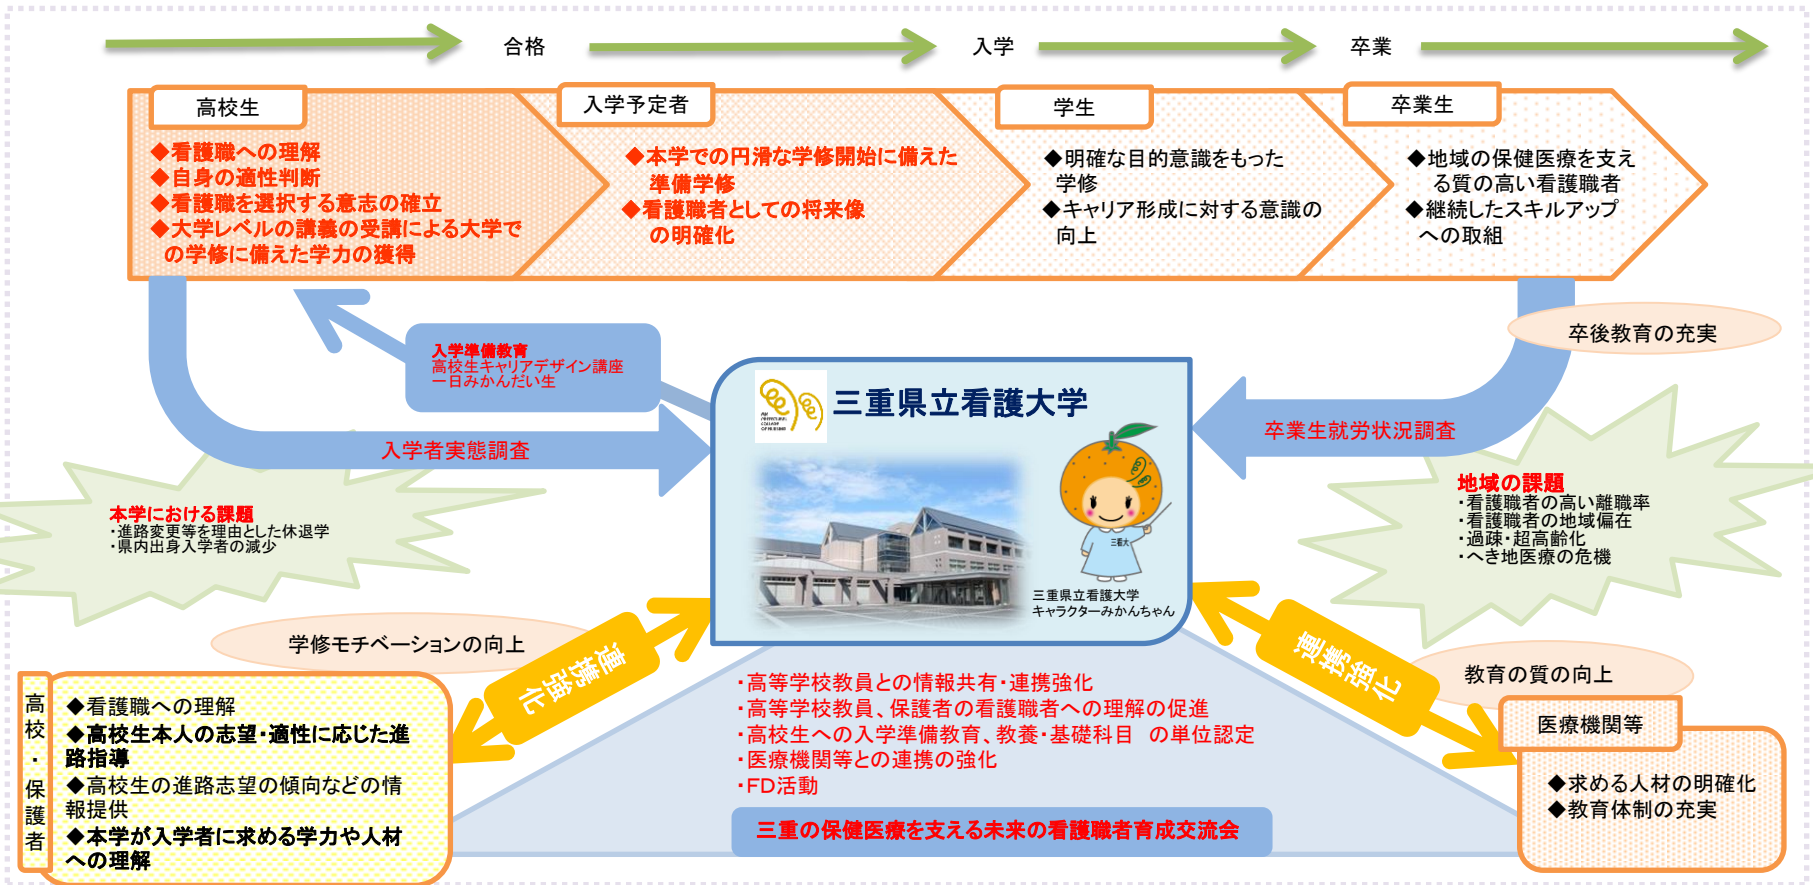 合格
入学
卒業
高校生
◆看護職への理解
◆自身の適性判断
◆看護職を選択する意志の確立
◆大学レベルの講義の受講による大学で
の学修に備えた学力の獲得
入学予定者
◆本学での円滑な学修開始に備えた
準備学修
◆看護職者としての将来像
の明確化
学生
◆明確な目的意識をもった
学修
◆キャリア形成に対する意識の
向上
卒業生
◆地域の保健医療を支え
る質の高い看護職者
◆継続したスキルアップ
への取組
卒後教育の充実
入学準備教育
高校生キャリアデザイン講座
一日みかんだい生
入学者実態調査
三重県立看護大学
卒業生就労状況調査
本学における課題
・進路変更等を理由とした休退学
・県内出身入学者の減少
地域の課題
・看護職者の高い離職率
・看護職者の地域偏在
・過疎・超高齢化
・へき地医療の危機
三看大
三重県立看護大学
キャラクターみかんちゃん
学修モチベーションの向上
連携強化
連携強化
教育の質の向上
高校・保護者
◆看護職への理解
◆高校生本人の志望・適性に応じた進
路指導
◆高校生の進路志望の傾向などの情
報提供
◆本学が入学者に求める学力や人材
への理解
・高等学校教員との情報共有・連携強化
・高等学校教員、保護者の看護職者への理解の促進
・高校生への入学準備教育、教養・基礎科目 の単位認定
・医療機関等との連携の強化
・FD活動
三重の保健医療を支える未来の看護職者育成交流会
医療機関等
◆求める人材の明確化
◆教育体制の充実